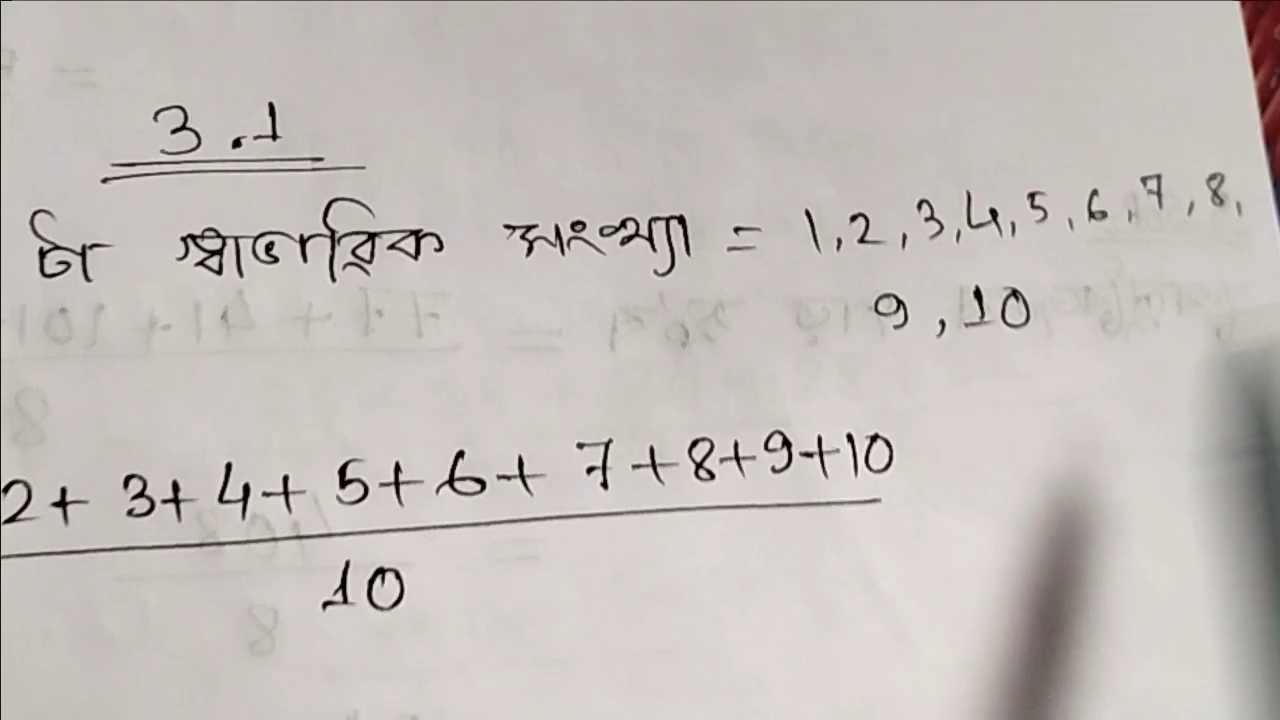 3.1
টা স্বাভাৱিক সংখ্যা = 1, 2, 3, 4, 5, 6, 7, 8,
9, 10
2 + 3 + 4 + 5 + 6 + 7 + 8 + 9 + 10
10